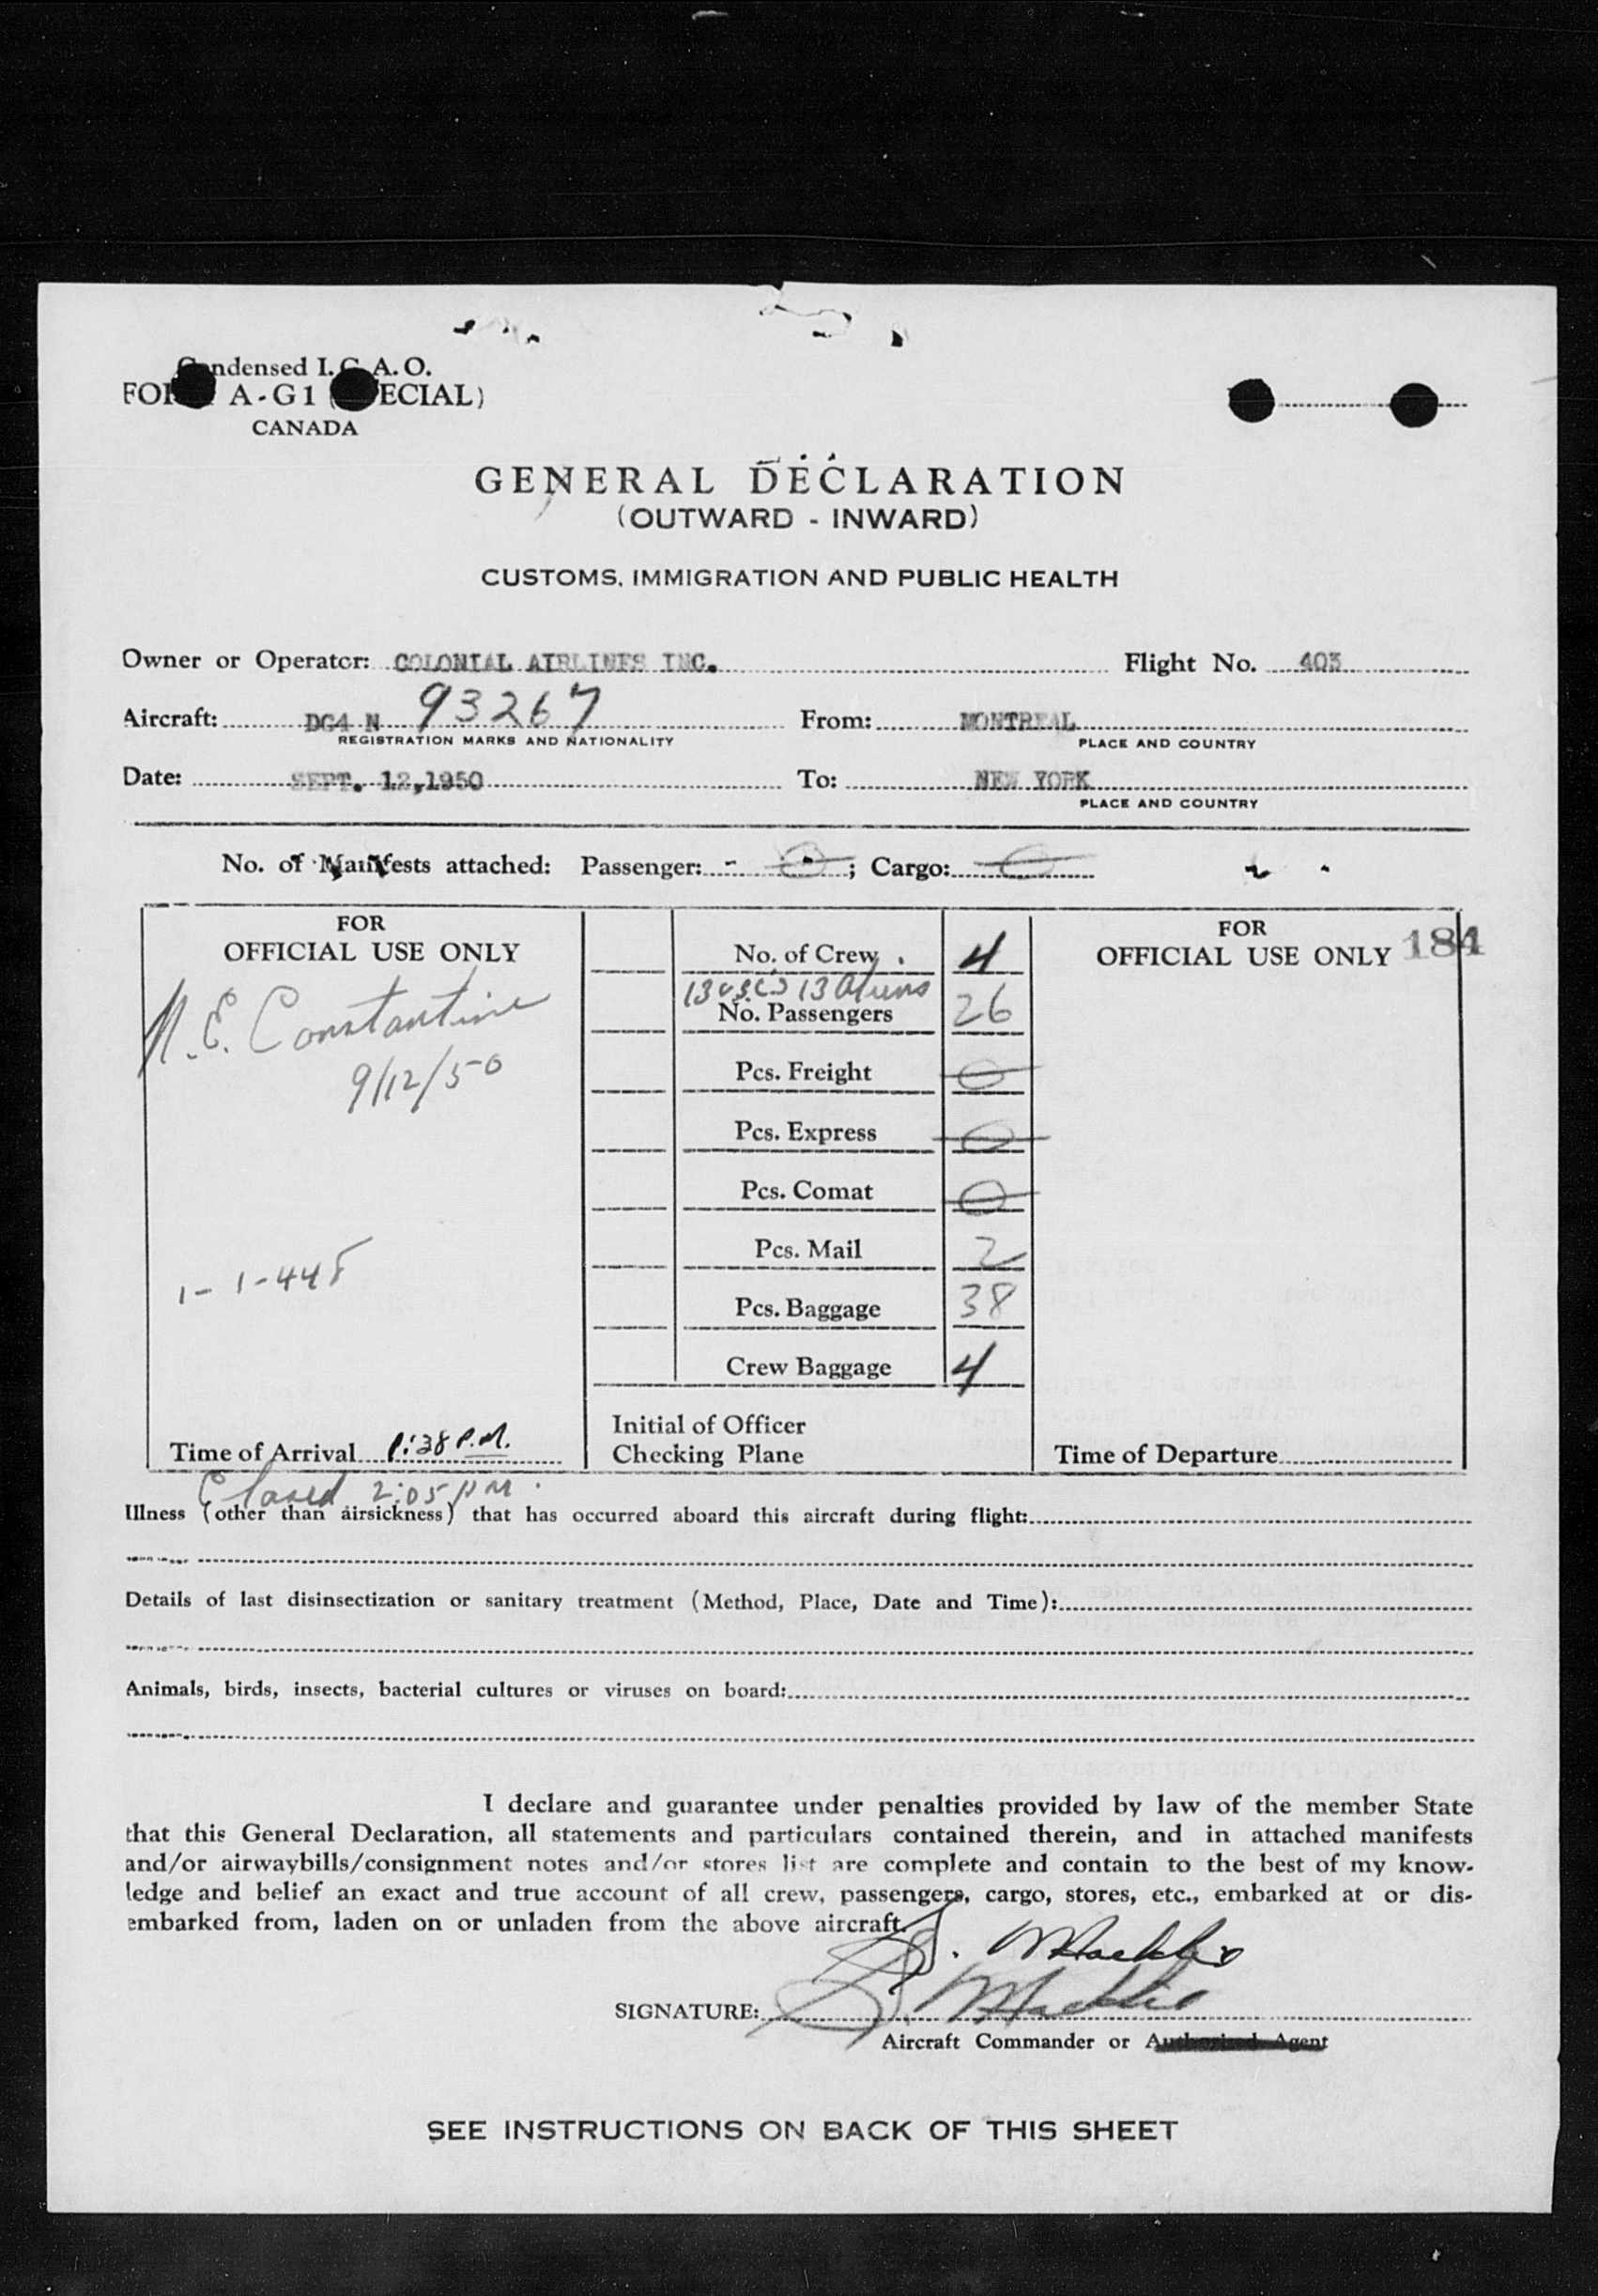 Condensed I.C.A.O.
FORM A-G1 (SPECIAL)
CANADA
GENERAL DECLARATION
(OUTWARD - INWARD)
CUSTOMS, IMMIGRATION AND PUBLIC HEALTH
Owner or Operator: COLONIAL AIRLINES INC. Flight No. 403
Aircraft: DC4 N 93267 From: MONTREAL
REGISTRATION MARKS AND NATIONALITY PLACE AND COUNTRY
Date: SEPT. 12,1950 To: NEW YORK
PLACE AND COUNTRY
No. of Manifests attached: Passenger: - 0; Cargo: 0
FOR
OFFICIAL USE ONLY
N.E. Constantine
9/12/50
1-1-448
Time of Arrival 1:38 P.M.
Closed 2:05 PM
No. of Crew 4
13 USC's 13 Aliens
No. Passengers 26
Pcs. Freight 0
Pcs. Express 0
Pcs. Comat 0
Pcs. Mail 2
Pcs. Baggage 38
Crew Baggage 4
Initial of Officer
Checking Plane
FOR
OFFICIAL USE ONLY 184
Time of Departure
Illness (other than airsickness) that has occurred aboard this aircraft during flight:
Details of last disinsectization or sanitary treatment (Method, Place, Date and Time):
Animals, birds, insects, bacterial cultures or viruses on board:
I declare and guarantee under penalties provided by law of the member State
that this General Declaration, all statements and particulars contained therein, and in attached manifests
and/or airwaybills/consignment notes and/or stores list are complete and contain to the best of my know-
ledge and belief an exact and true account of all crew, passengers, cargo, stores, etc., embarked at or dis-
embarked from, laden on or unladen from the above aircraft.
SIGNATURE:
Aircraft Commander or Authorized Agent
SEE INSTRUCTIONS ON BACK OF THIS SHEET